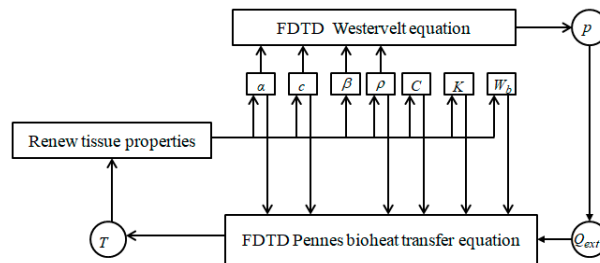 FDTD Westervelt equation
p
α c β ρ C K W_b
Renew tissue properties
T
FDTD Pennes bioheat transfer equation
Q_ext